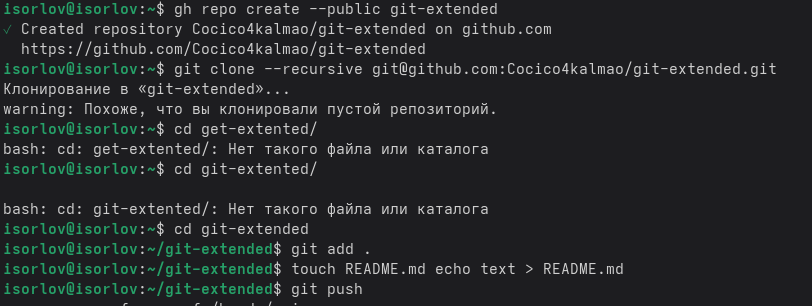 isorlov@isorlov:~$ gh repo create --public git-extended
✓ Created repository Cocico4kalmao/git-extended on github.com
https://github.com/Cocico4kalmao/git-extended
isorlov@isorlov:~$ git clone --recursive git@github.com:Cocico4kalmao/git-extended.git
Клонирование в «git-extended»...
warning: Похоже, что вы клонировали пустой репозиторий.
isorlov@isorlov:~$ cd get-extented/
bash: cd: get-extented/: Нет такого файла или каталога
isorlov@isorlov:~$ cd git-extented/
bash: cd: git-extented/: Нет такого файла или каталога
isorlov@isorlov:~$ cd git-extended
isorlov@isorlov:~/git-extended$ git add .
isorlov@isorlov:~/git-extended$ touch README.md echo text > README.md
isorlov@isorlov:~/git-extended$ git push